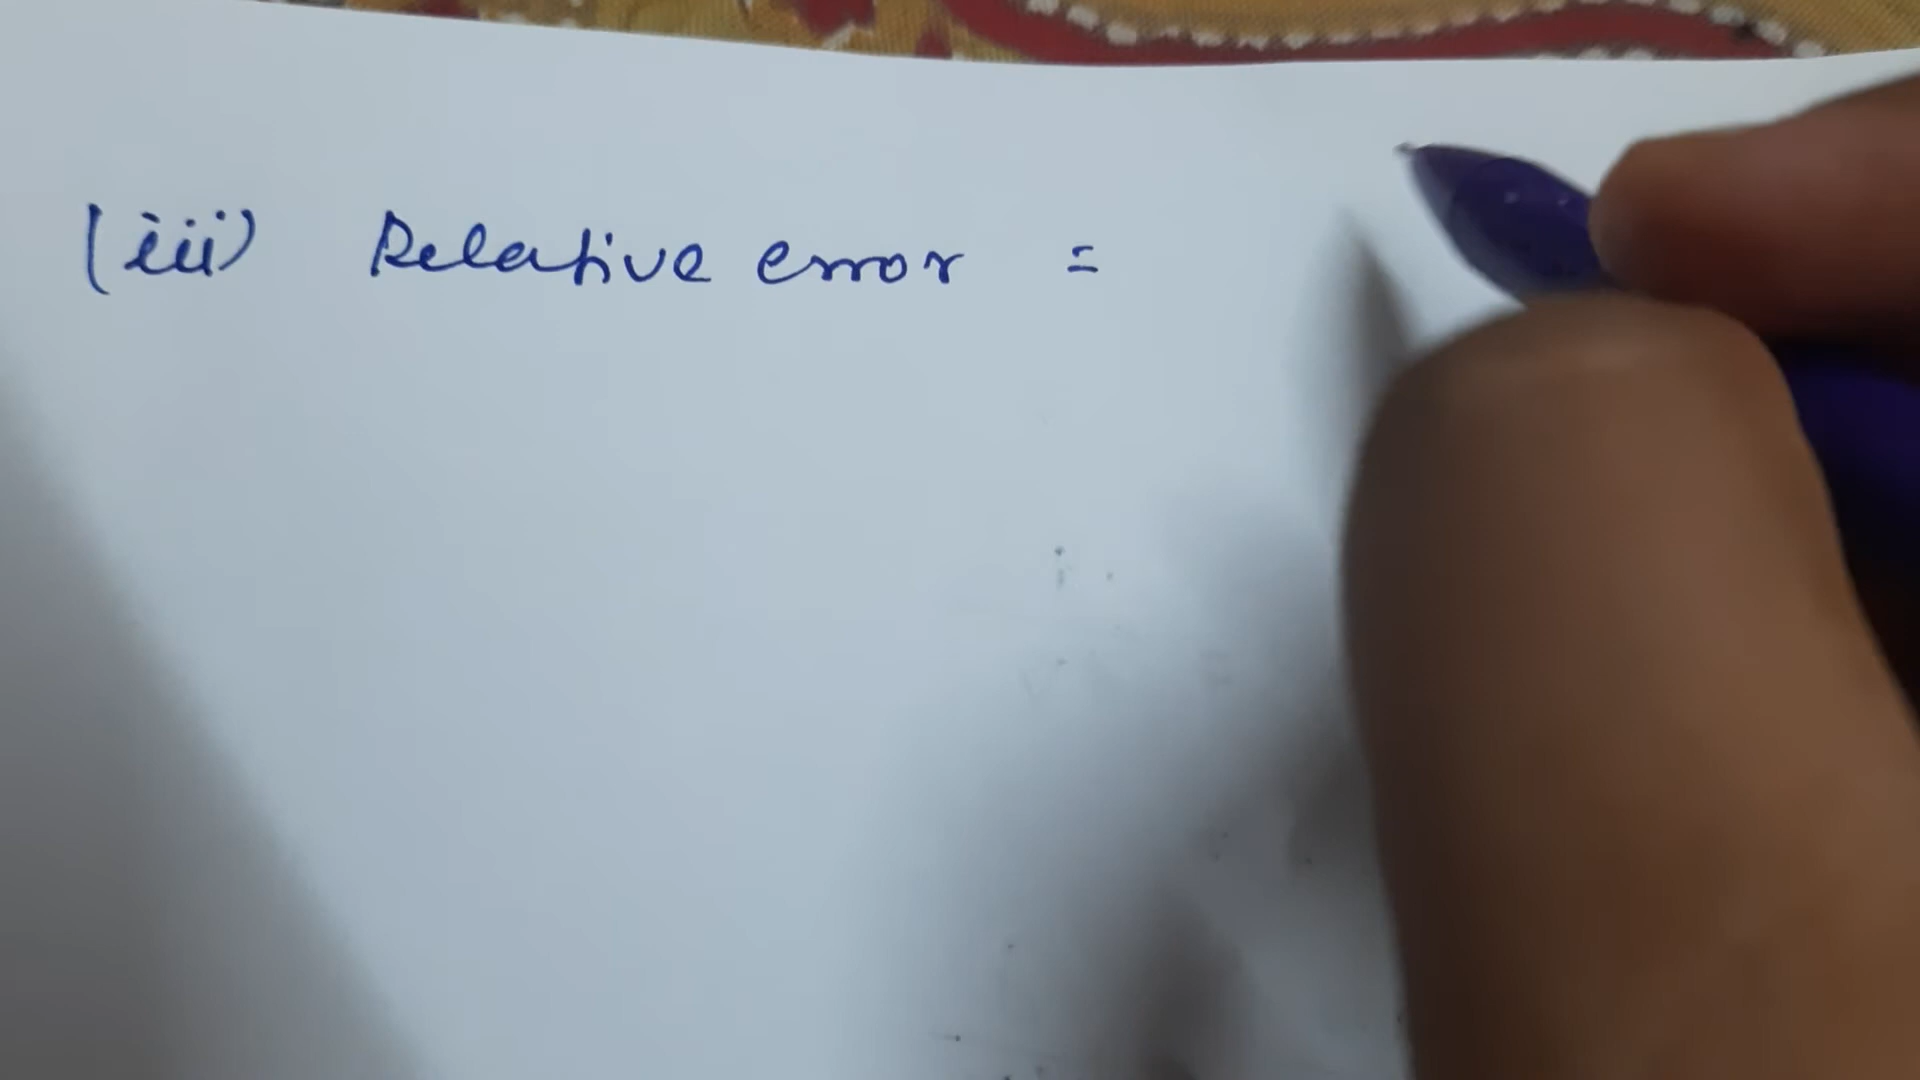 (iii) Relative error =